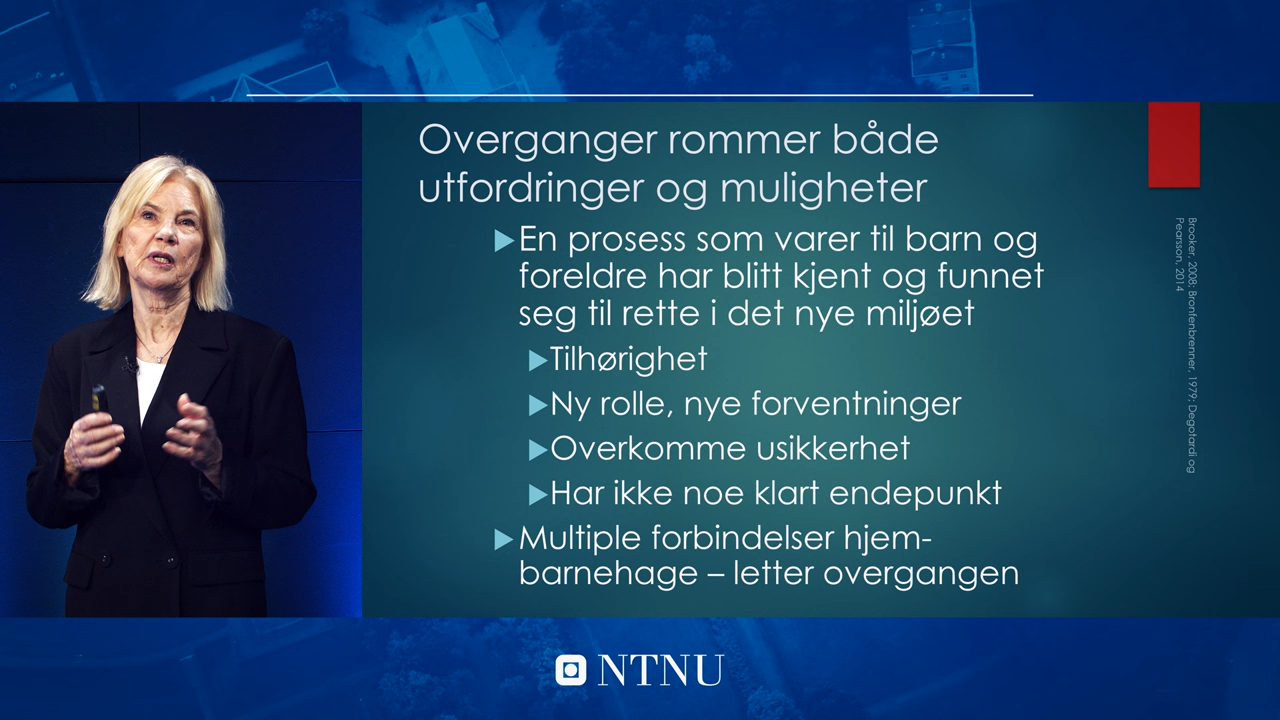 Overganger rommer både
utfordringer og muligheter
▶En prosess som varer til barn og
foreldre har blitt kjent og funnet
seg til rette i det nye miljøet
▶Tilhørighet
▶Ny rolle, nye forventninger
▶Overkomme usikkerhet
▶Har ikke noe klart endepunkt
▶Multiple forbindelser hjem-
barnehage – letter overgangen
Brooker, 2008; Bronfenbrenner, 1979; Degotardi og
Pearsson, 2014
NTNU